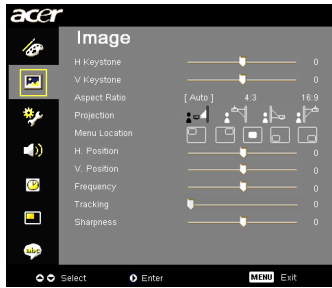 acer
Image
H Keystone 0
V Keystone 0
Aspect Ratio [ Auto ] 4:3 16:9
Projection
Menu Location
H. Position 0
V. Position 0
Frequency 0
Tracking 0
Sharpness 0
abc
Select Enter MENU Exit